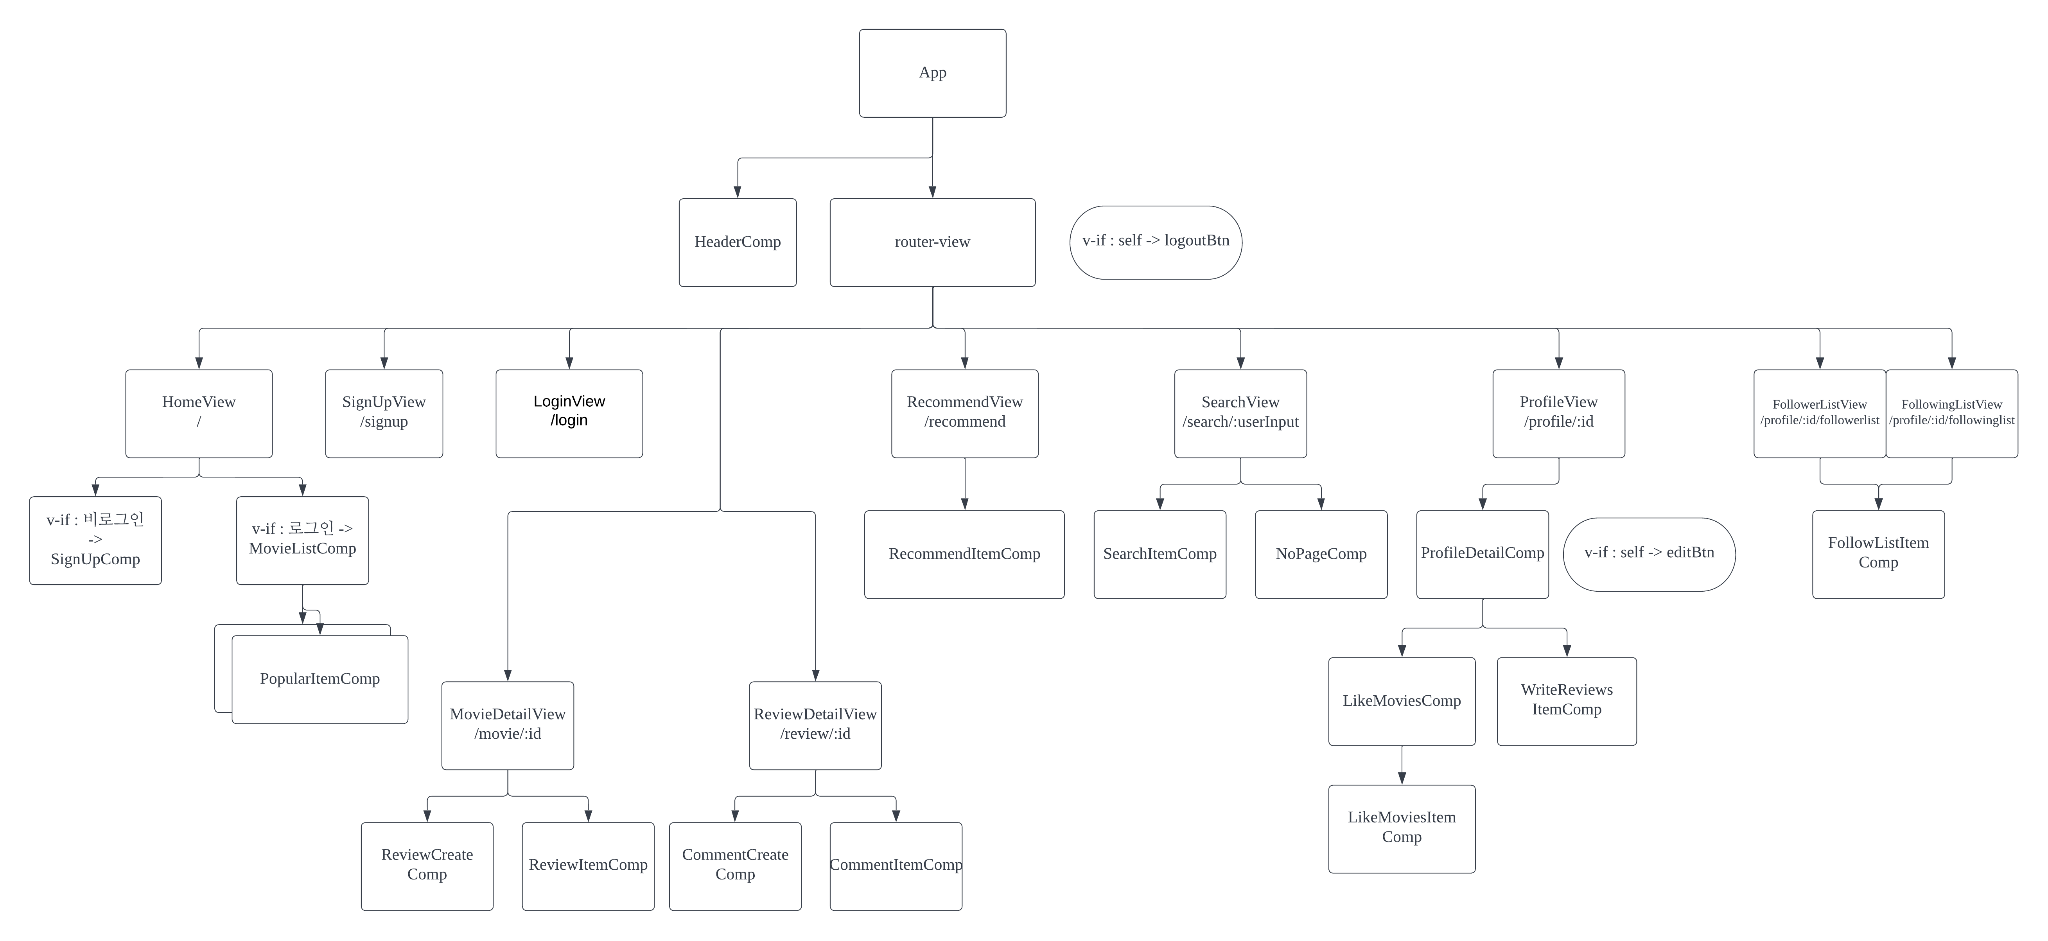 App
HeaderComp
router-view
v-if : self -> logoutBtn
HomeView
/
SignUpView
/signup
LoginView
/login
RecommendView
/recommend
SearchView
/search/:userInput
ProfileView
/profile/:id
FollowerListView
/profile/:id/followerlist
FollowingListView
/profile/:id/followinglist
v-if : 비로그인
->
SignUpComp
v-if : 로그인 ->
MovieListComp
RecommendItemComp
SearchItemComp
NoPageComp
ProfileDetailComp
v-if : self -> editBtn
FollowListItem
Comp
PopularItemComp
MovieDetailView
/movie/:id
ReviewDetailView
/review/:id
LikeMoviesComp
WriteReviews
ItemComp
ReviewCreate
Comp
ReviewItemComp
CommentCreate
Comp
CommentItemComp
LikeMoviesItem
Comp